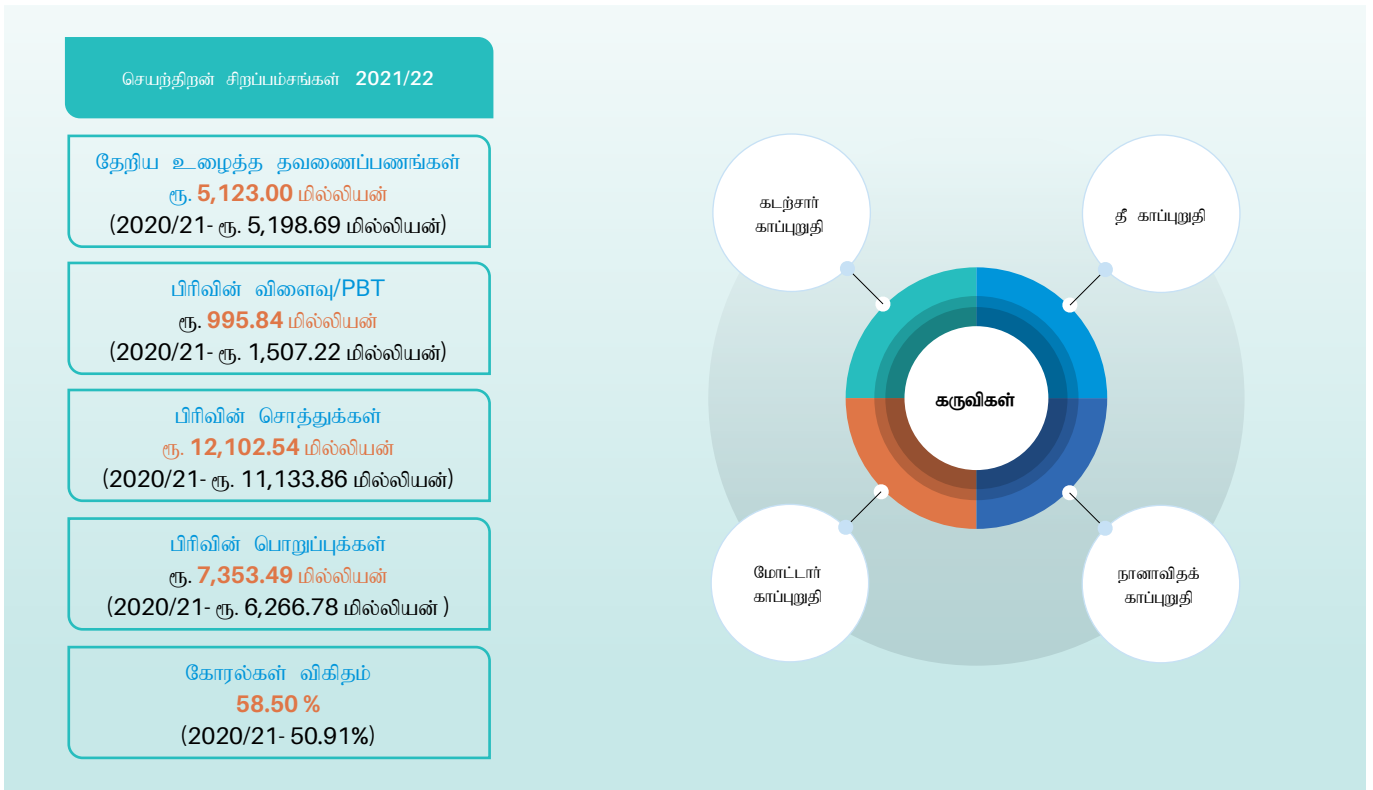 செயற்திறன் சிறப்பம்சங்கள் 2021/22
தேறிய உழைத்த தவணைப்பணங்கள்
ரூ. 5,123.00 மில்லியன்
(2020/21- ரூ. 5,198.69 மில்லியன்)
பிரிவின் விளைவு/PBT
ரூ. 995.84 மில்லியன்
(2020/21- ரூ. 1,507.22 மில்லியன்)
பிரிவின் சொத்துக்கள்
ரூ. 12,102.54 மில்லியன்
(2020/21- ரூ. 11,133.86 மில்லியன்)
பிரிவின் பொறுப்புக்கள்
ரூ. 7,353.49 மில்லியன்
(2020/21- ரூ. 6,266.78 மில்லியன் )
கோரல்கள் விகிதம்
58.50 %
(2020/21- 50.91%)
கடற்சார்
காப்புறுதி
தீ காப்புறுதி
கருவிகள்
மோட்டார்
காப்புறுதி
நானாவிதக்
காப்புறுதி